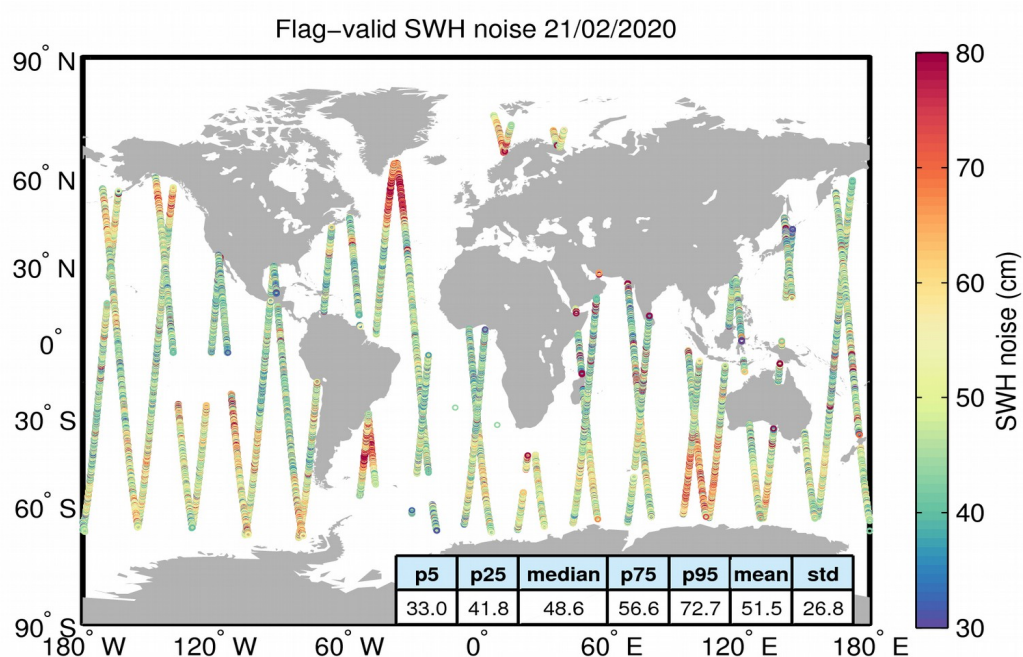 Flag−valid SWH noise 21/02/2020
90° N
60° N
30° N
0°
30° S
60° S
90° S
180° W
120° W
60° W
0°
60° E
120° E
180° E
80
70
60
50
40
30
SWH noise (cm)
p5 p25 median p75 p95 mean std
33.0 41.8 48.6 56.6 72.7 51.5 26.8